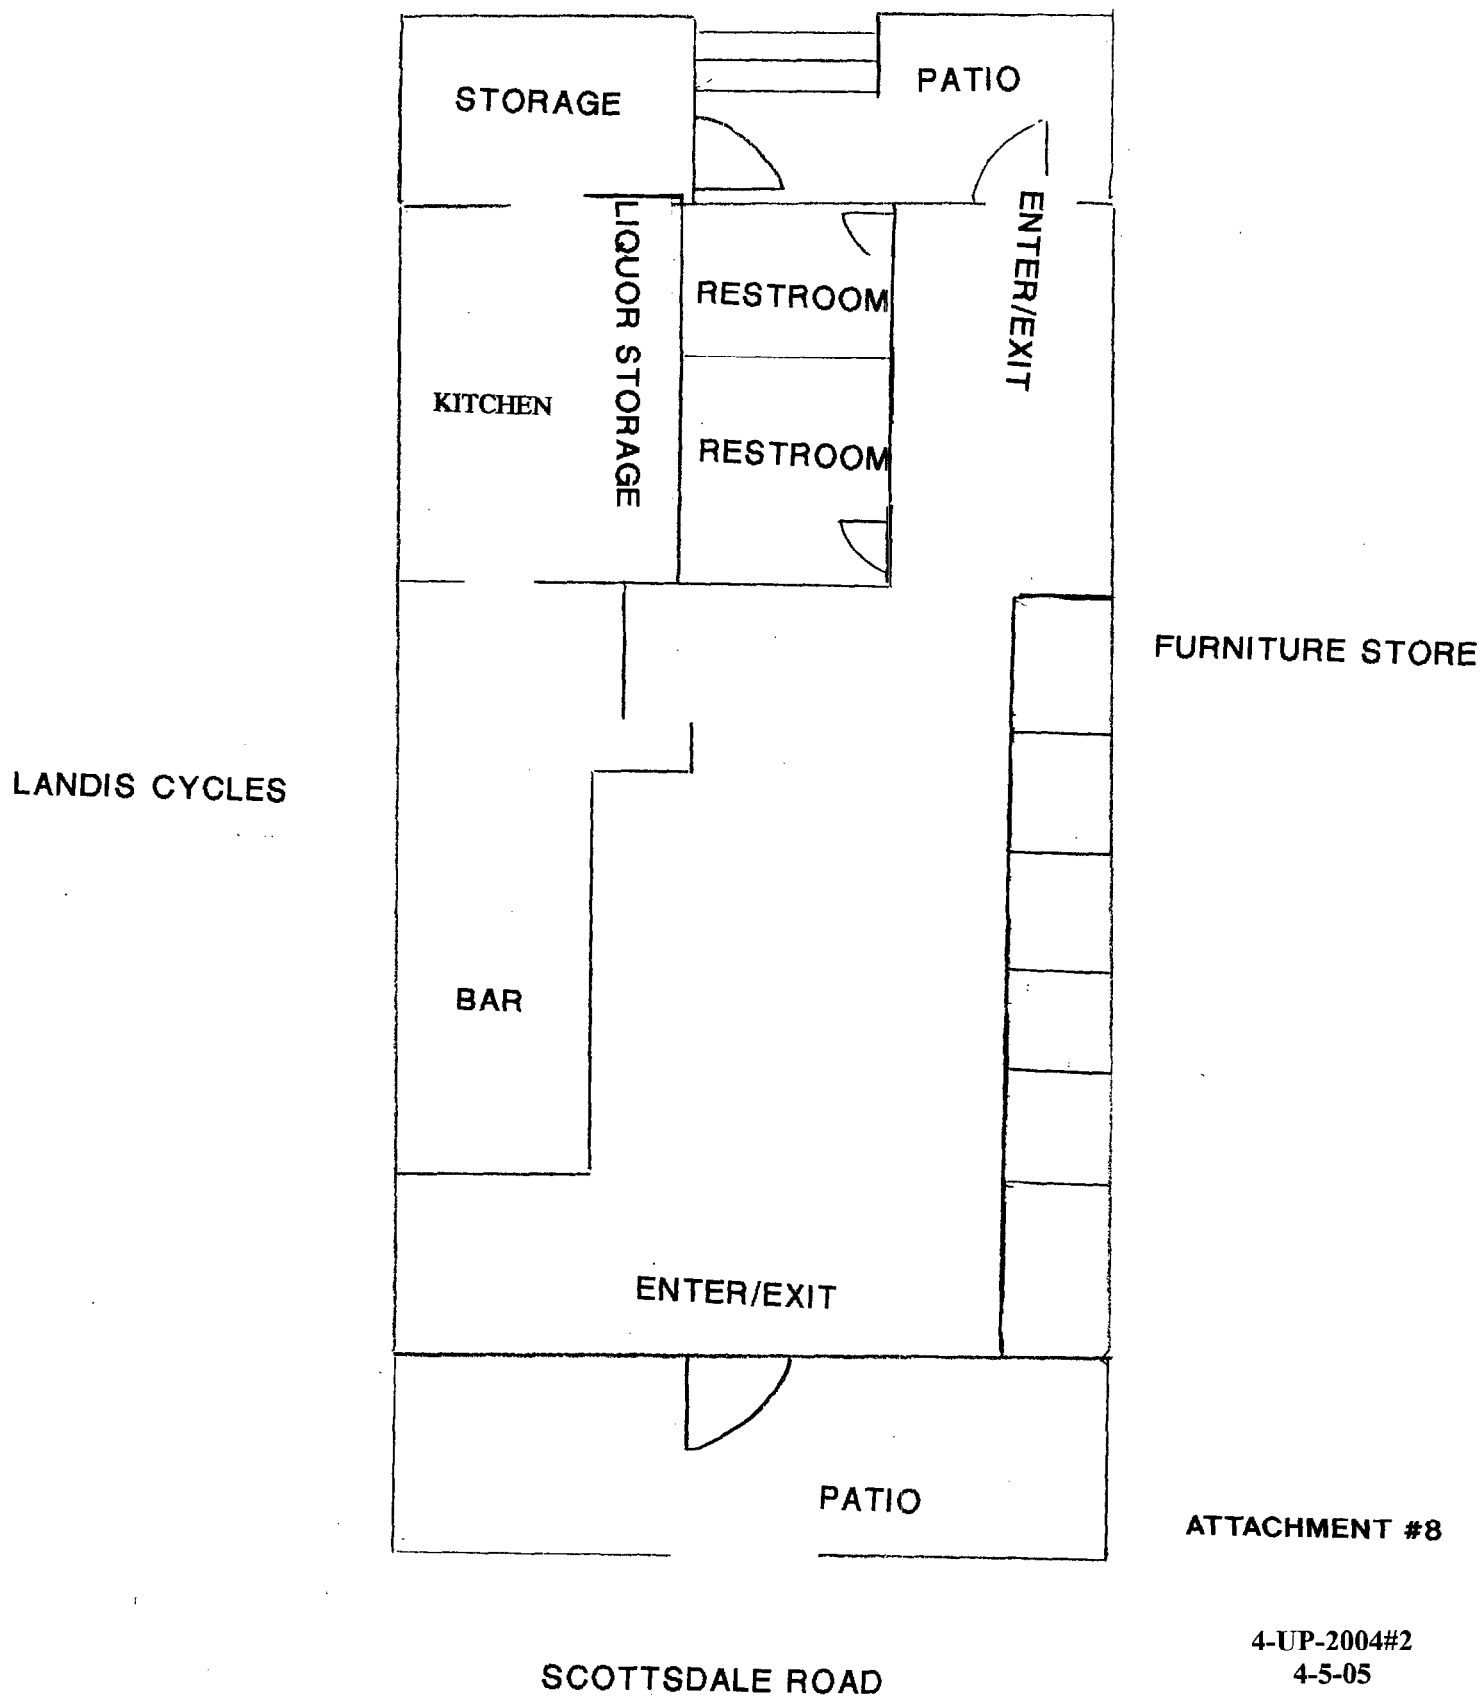 PATIO
STORAGE
ENTER/EXIT
LIQUOR STORAGE
RESTROOM
KITCHEN
RESTROOM
FURNITURE STORE
LANDIS CYCLES
BAR
ENTER/EXIT
PATIO
ATTACHMENT #8
4-UP-2004#2
4-5-05
SCOTTSDALE ROAD